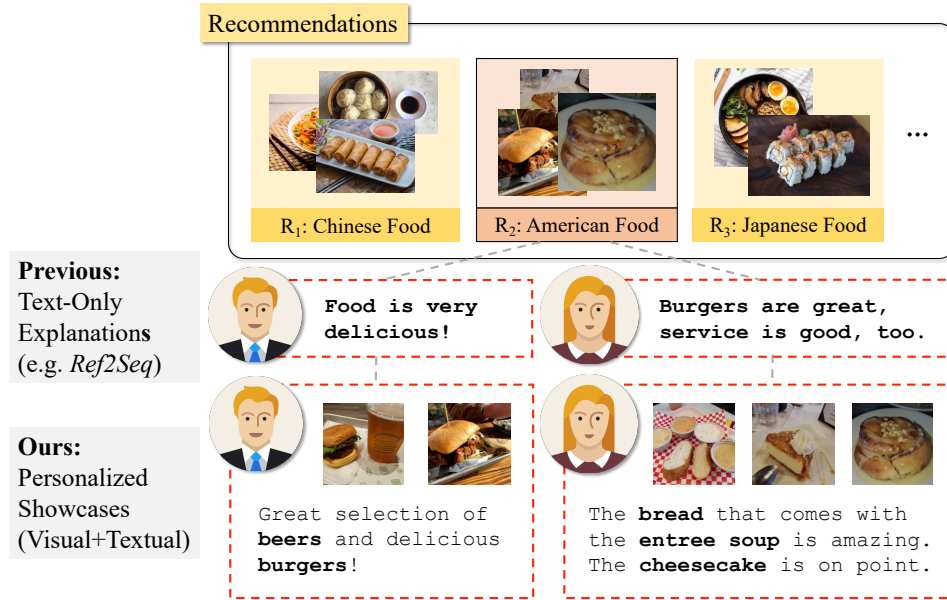 Recommendations
R₁: Chinese Food
R₂: American Food
R₃: Japanese Food
...
Previous:
Text-Only
Explanations
(e.g. Ref2Seq)
Food is very
delicious!
Burgers are great,
service is good, too.
Ours:
Personalized
Showcases
(Visual+Textual)
Great selection of
beers and delicious
burgers!
The bread that comes with
the entree soup is amazing.
The cheesecake is on point.